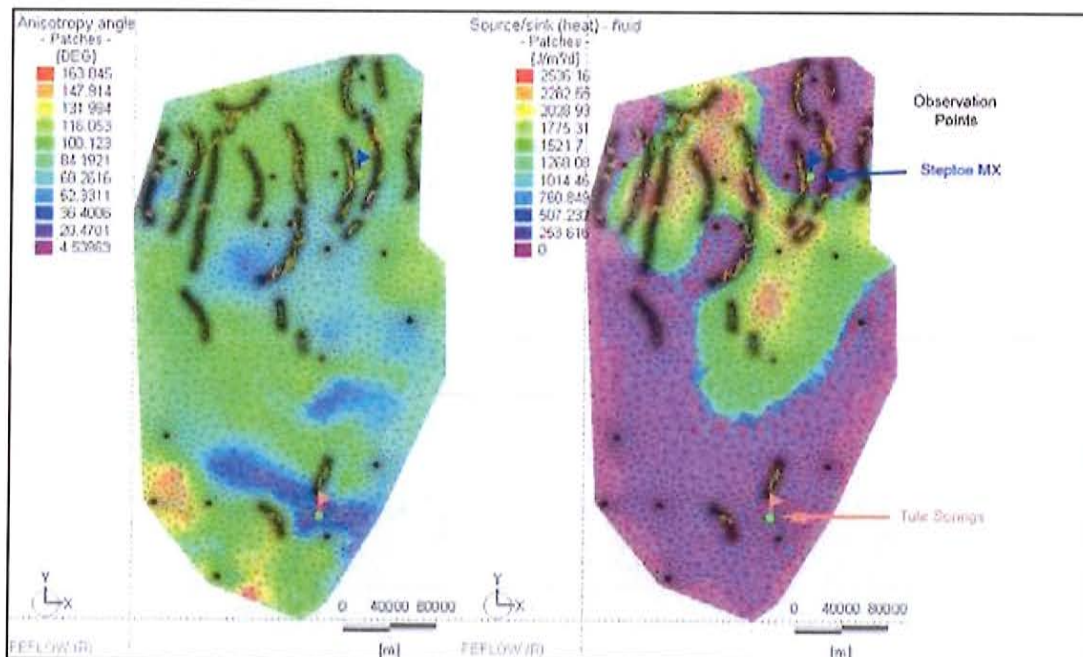 Anisotropy angle
- Patches -
[DEG]
163.845
147.914
131.984
116.053
100.123
84.1921
68.2616
52.3311
36.4006
20.4701
4.53963
Source/sink (heat) - fluid
- Patches -
[J/m³/d]
2536.16
2282.55
2028.93
1775.31
1521.7
1268.08
1014.46
760.849
507.232
253.616
0
Observation
Points
Steptoe MX
Tule Springs
Y
X
0 40000 80000
[m]
FEFLOW (R)
Y
X
0 40000 80000
[m]
FEFLOW (R)